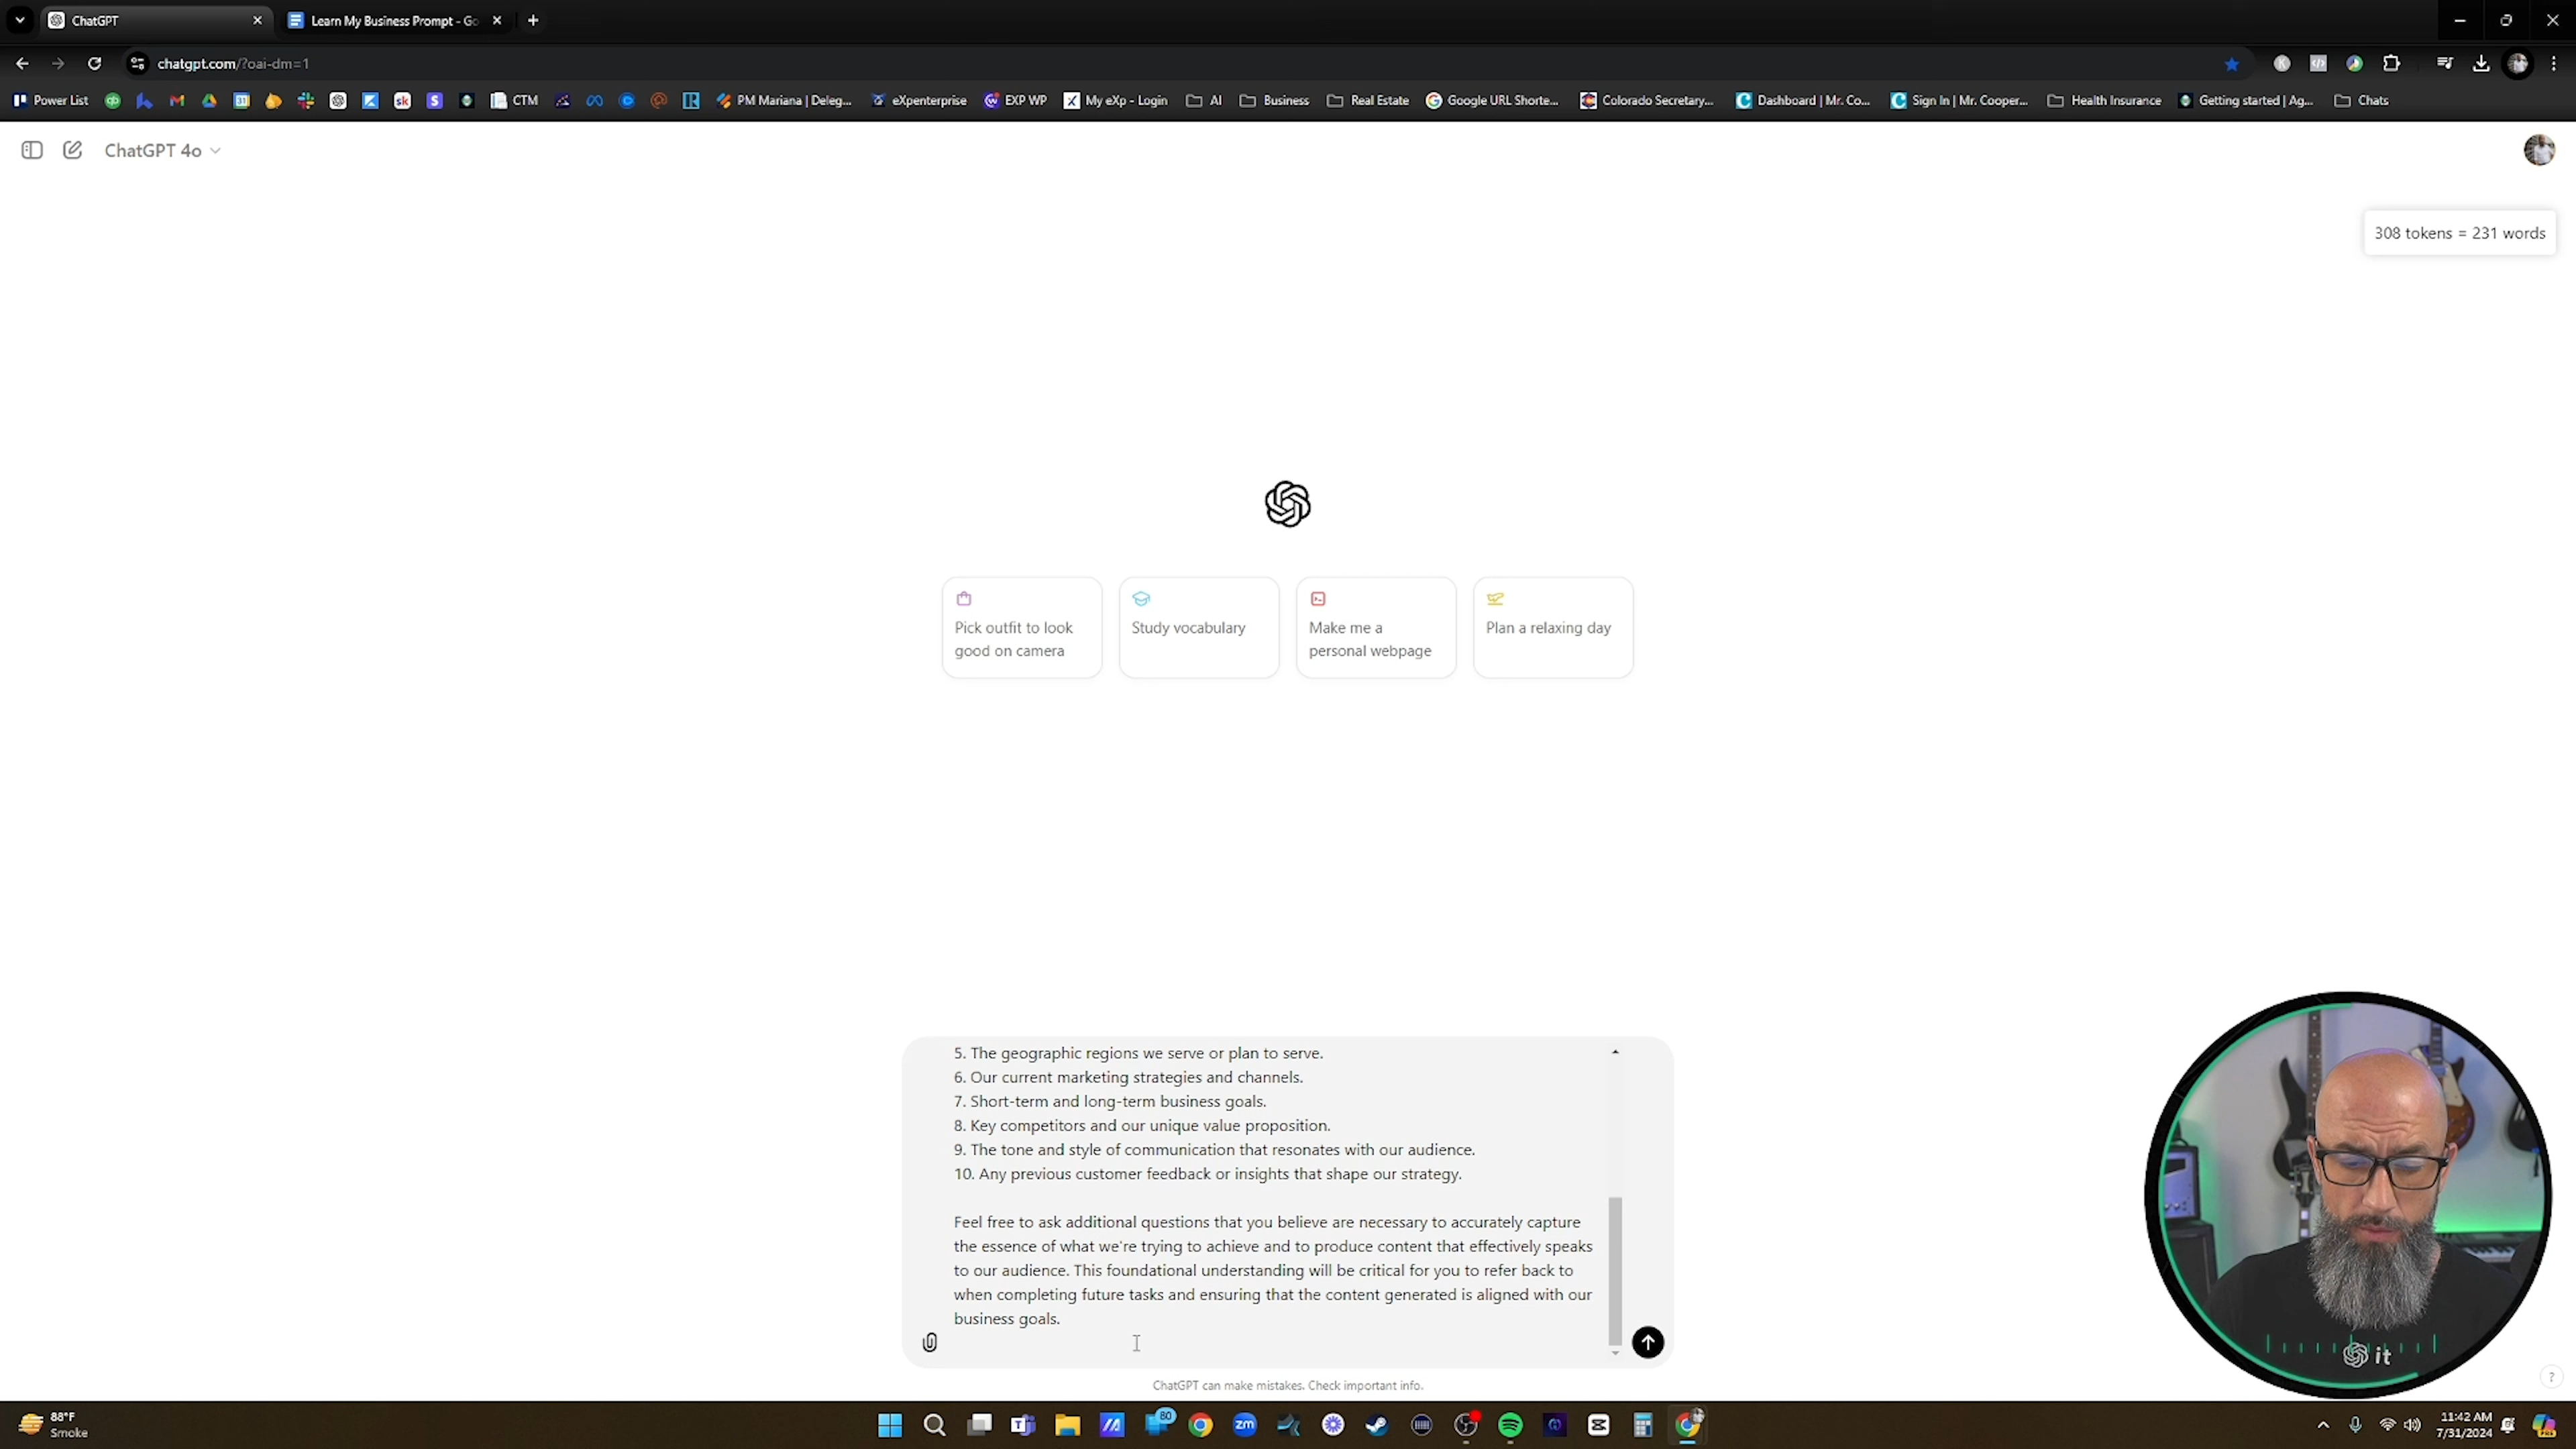 ChatGPT
Learn My Business Prompt - Go
chatgpt.com/?oai-dm=1
Power List
CTM
PM Mariana | Deleg...
eXpenterprise
EXP WP
My eXp - Login
AI
Business
Real Estate
Google URL Shorte...
Colorado Secretary...
Dashboard | Mr. Co...
Sign In | Mr. Cooper...
Health Insurance
Getting started | Ag...
Chats
ChatGPT 4o
308 tokens = 231 words
Pick outfit to look
good on camera
Study vocabulary
Make me a
personal webpage
Plan a relaxing day
5. The geographic regions we serve or plan to serve.
6. Our current marketing strategies and channels.
7. Short-term and long-term business goals.
8. Key competitors and our unique value proposition.
9. The tone and style of communication that resonates with our audience.
10. Any previous customer feedback or insights that shape our strategy.
Feel free to ask additional questions that you believe are necessary to accurately capture
the essence of what we're trying to achieve and to produce content that effectively speaks
to our audience. This foundational understanding will be critical for you to refer back to
when completing future tasks and ensuring that the content generated is aligned with our
business goals.
ChatGPT can make mistakes. Check important info.
?
it
88°F
Smoke
80
zm
11:42 AM
7/31/2024